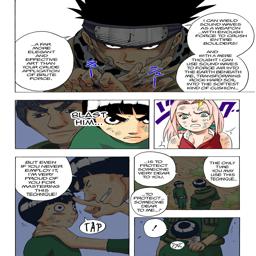 I CAN WIELD
SOUND WAVES
AS A WEAPON
...WITH ENOUGH
FORCE TO CRUSH
ENTIRE
BOULDERS!
AND
WITH A MERE
THOUGHT I CAN
USE SOUND WAVES
TO FORCE AIR INTO
THE EARTH BENEATH
ME, TRANSFORMING
ROCK-HARD SOIL
INTO THE SOFTEST
KIND OF CUSHION...
...A FAR
MORE
ELEGANT
AND
EFFECTIVE
ART THAN
YOUR CRUDE
APPLICATION
OF BRUTE
FORCE.
BLAST
HIM...
THE ONLY
TIME
YOU MAY
USE THIS
TECHNIQUE...
...IS TO
PROTECT
SOMEONE
VERY DEAR
TO YOU.
TO
PROTECT...
SOMEONE
DEAR TO
ME...
BUT EVEN
IF YOU NEVER
EMPLOY IT,
I'M VERY
PROUD OF
YOU FOR
MASTERING
THIS
TECHNIQUE!
TAP
!